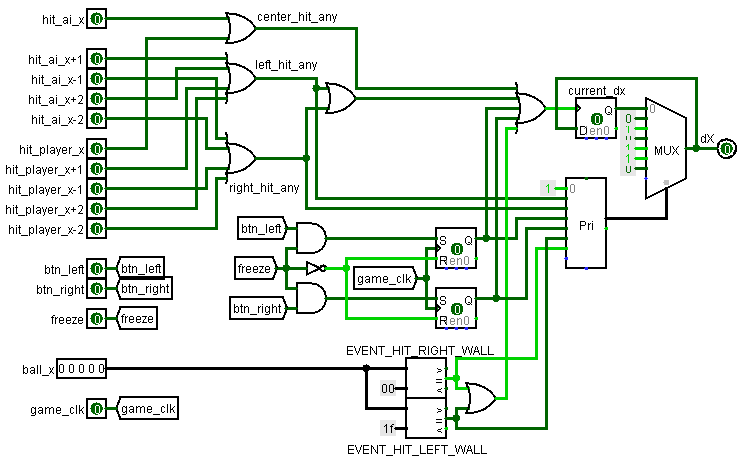 hit_ai_x
center_hit_any
hit_ai_x+1
left_hit_any
hit_ai_x-1
hit_ai_x+2
current_dx
hit_ai_x-2
Q
0
0
D
0
en
0
1
dX
0
hit_player_x
1
MUX
hit_player_x+1
1
0
hit_player_x-1
right_hit_any
1
0
hit_player_x+2
hit_player_x-2
btn_left
Pri
S
Q
0
R
en
0
btn_left
btn_left
freeze
game_clk
btn_right
btn_right
btn_right
S
Q
0
R
en
0
freeze
freeze
EVENT_HIT_RIGHT_WALL
ball_x
0 0 0 0 0
00
game_clk
game_clk
1f
EVENT_HIT_LEFT_WALL